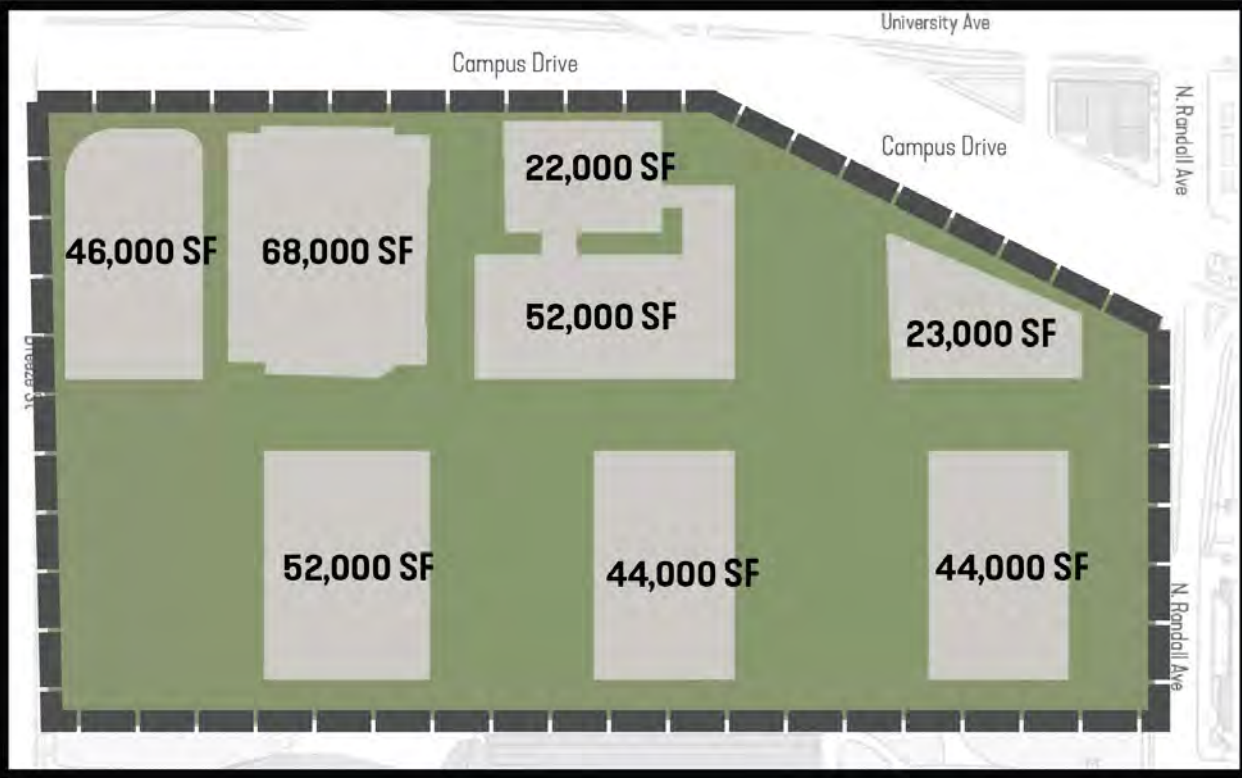 University Ave
Campus Drive
N. Randall Ave
Campus Drive
22,000 SF
46,000 SF
68,000 SF
52,000 SF
23,000 SF
52,000 SF
44,000 SF
44,000 SF
N. Randall Ave